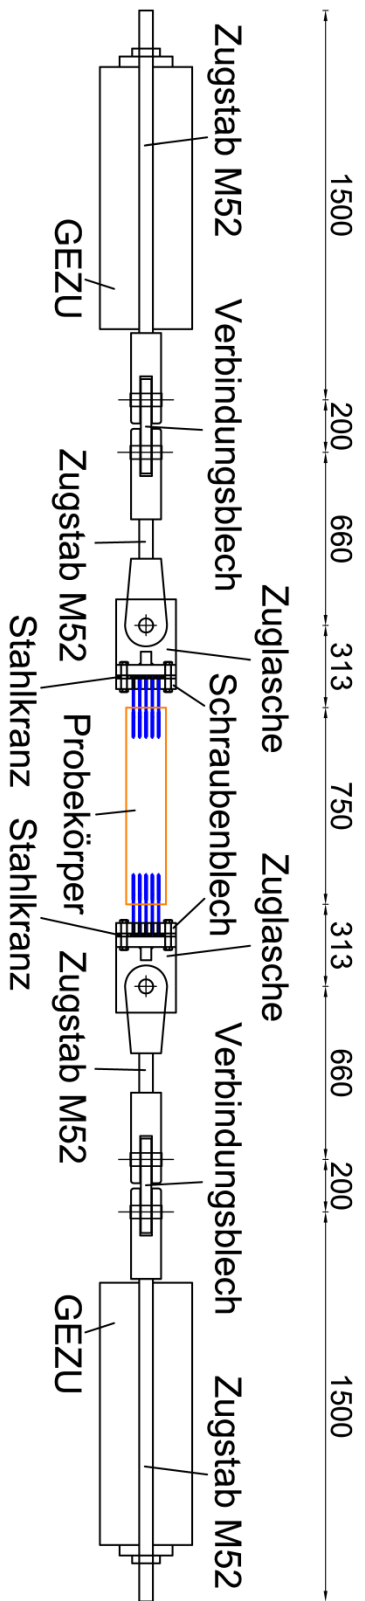 1500
200
660
313
750
313
660
200
1500
Zugstab M52
GEZU
Verbindungsblech
Zugstab M52
Zuglasche
Stahlkranz
Schraubenblech
Probekörper
Stahlkranz
Zuglasche
Zugstab M52
Verbindungsblech
GEZU
Zugstab M52